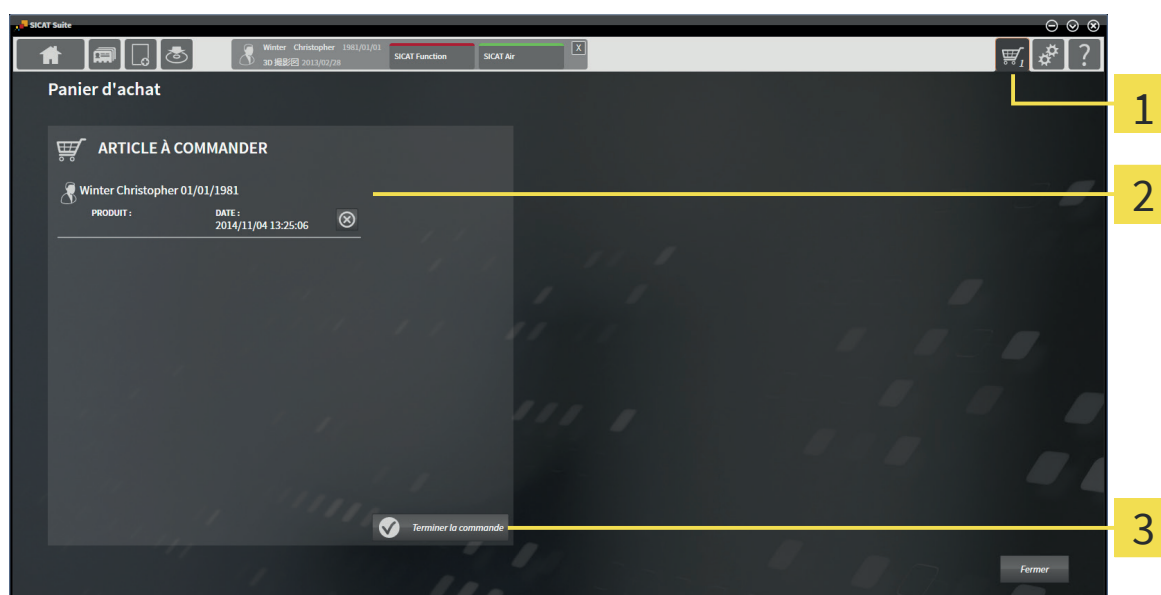 SICAT Suite
Winter Christopher 1981/01/01
3D 撮影図 2013/02/28
SICAT Function
SICAT Air
X
1
?
Panier d'achat
1
ARTICLE À COMMANDER
Winter Christopher 01/01/1981
2
PRODUIT :
DATE :
2014/11/04 13:25:06
Terminer la commande
3
Fermer